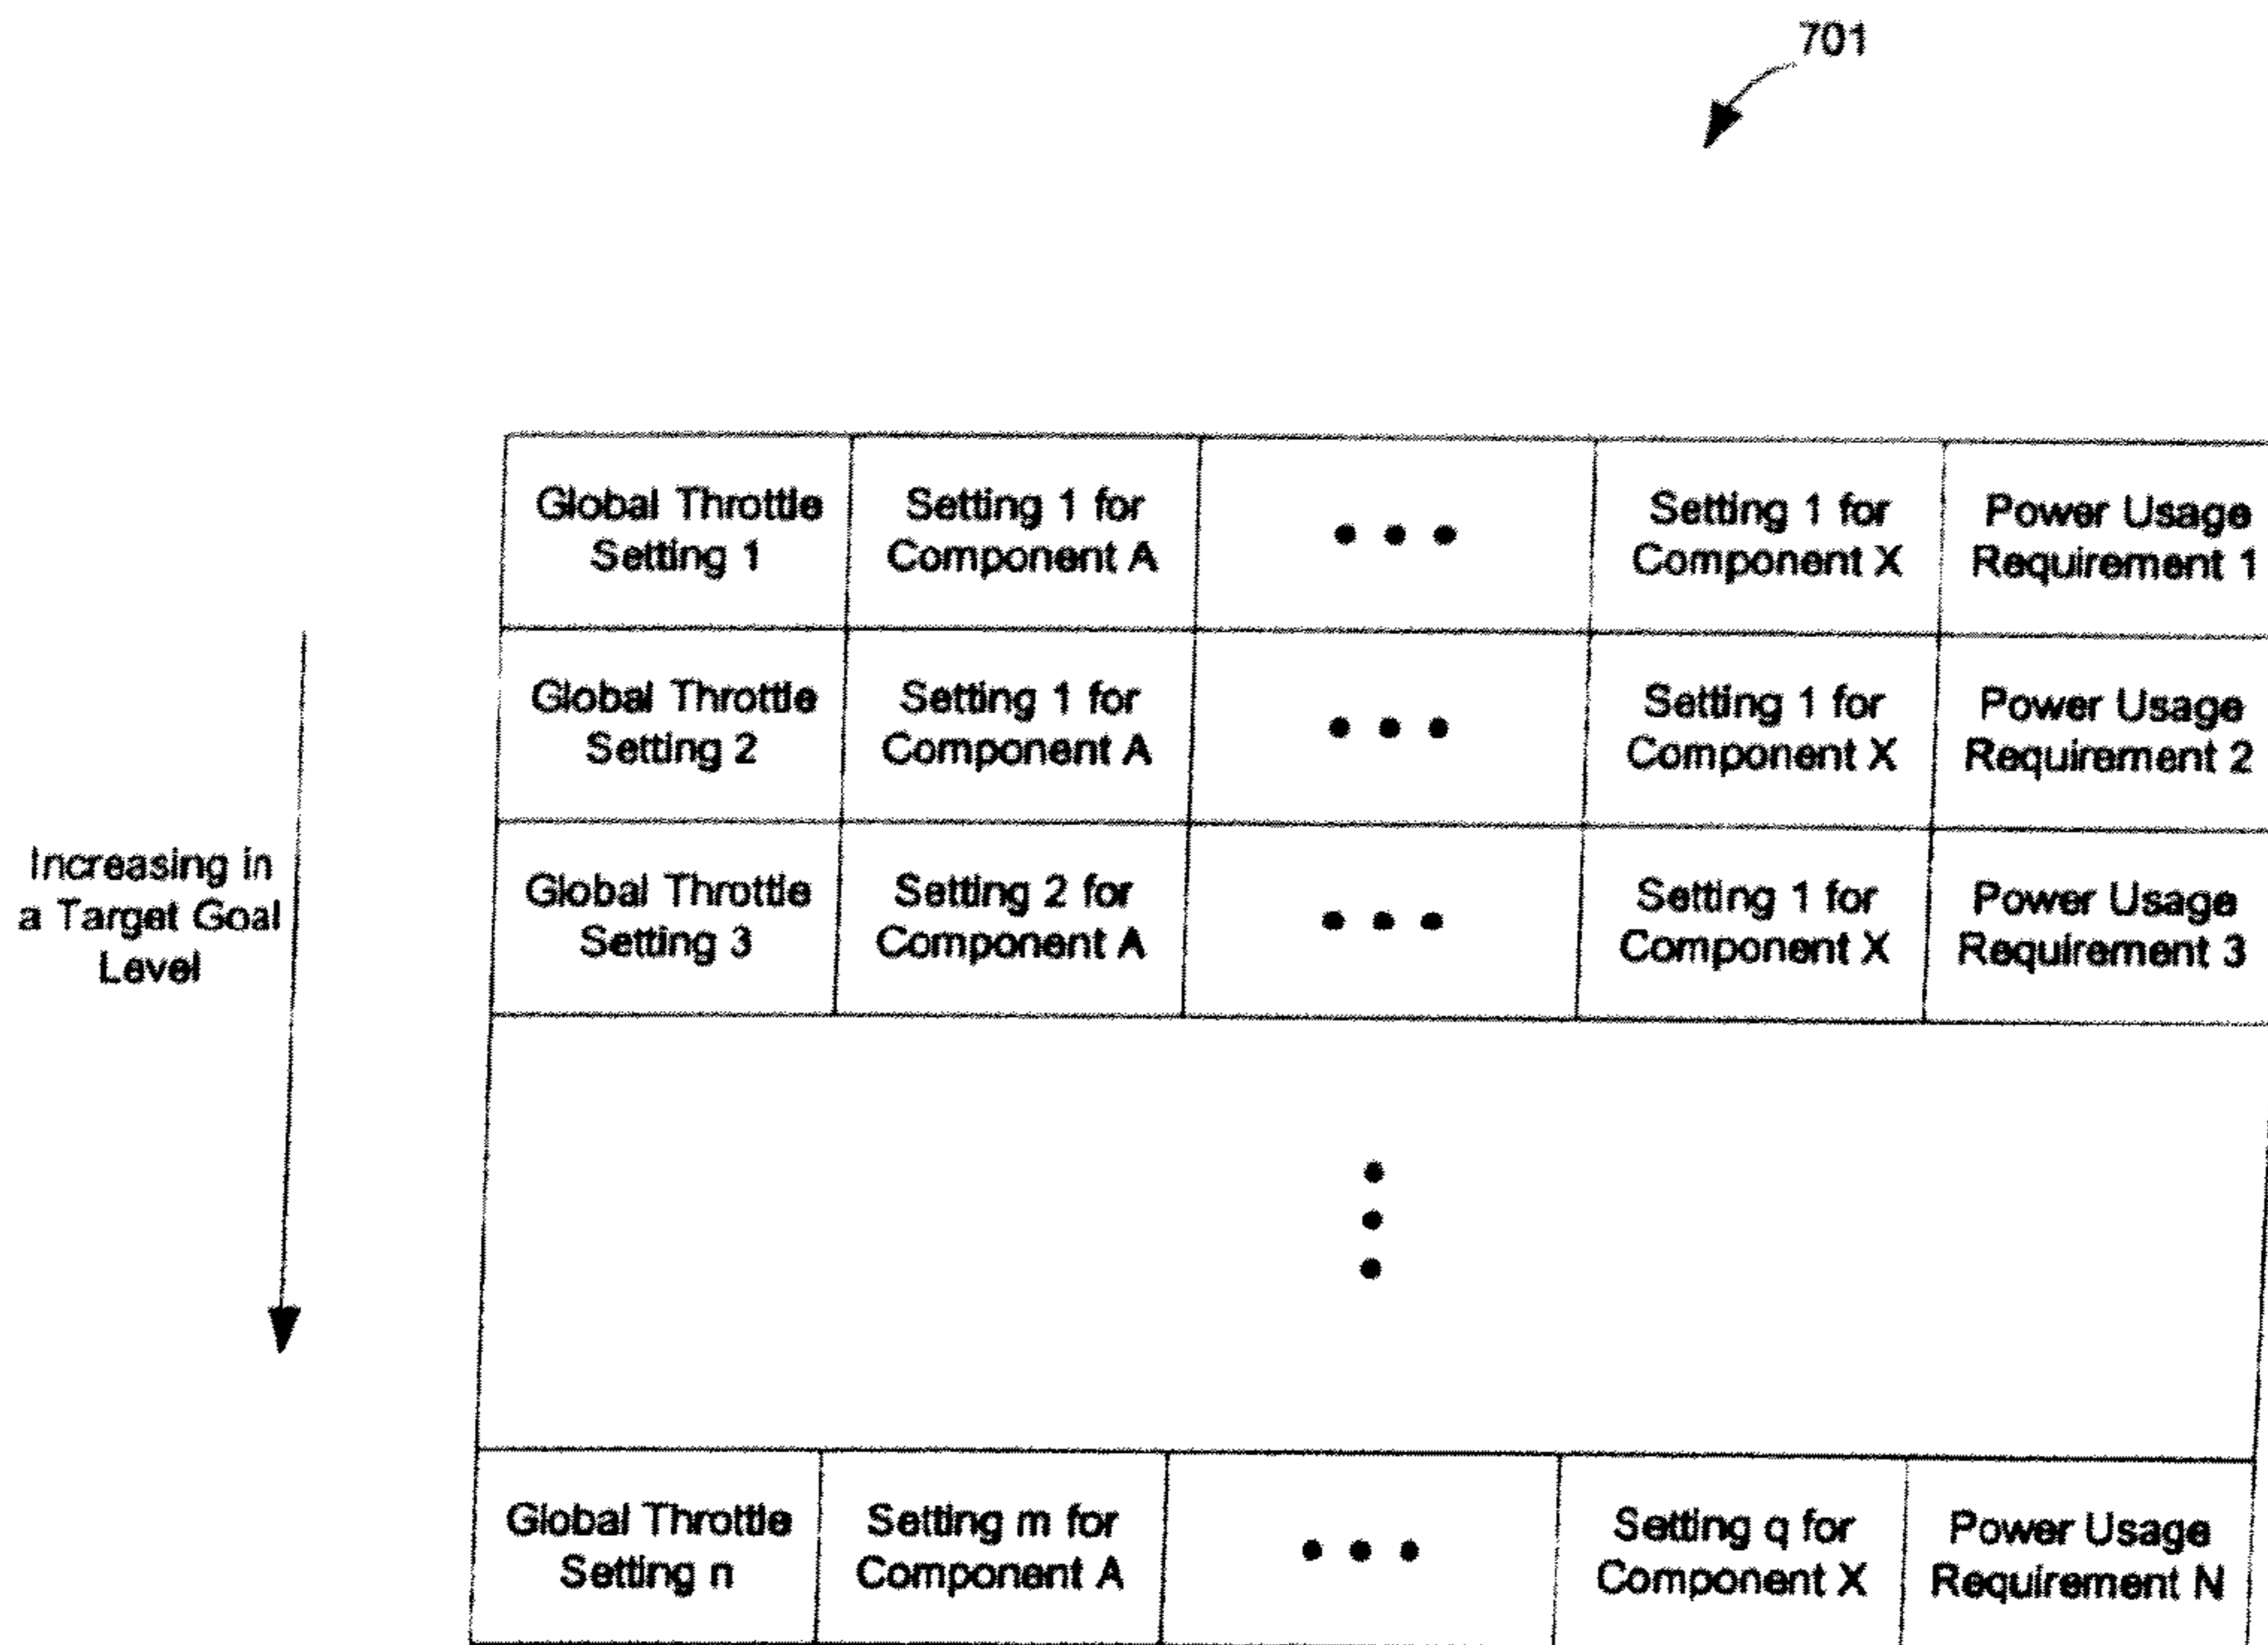 701
Global Throttle
Setting 1
Setting 1 for
Component A
Setting 1 for
Component X
Power Usage
Requirement 1
Global Throttle
Setting 2
Setting 1 for
Component A
Setting 1 for
Component X
Power Usage
Requirement 2
Increasing in
a Target Goal
Level
Global Throttle
Setting 3
Setting 2 for
Component A
Setting 1 for
Component X
Power Usage
Requirement 3
Global Throttle
Setting n
Setting m for
Component A
Setting q for
Component X
Power Usage
Requirement N